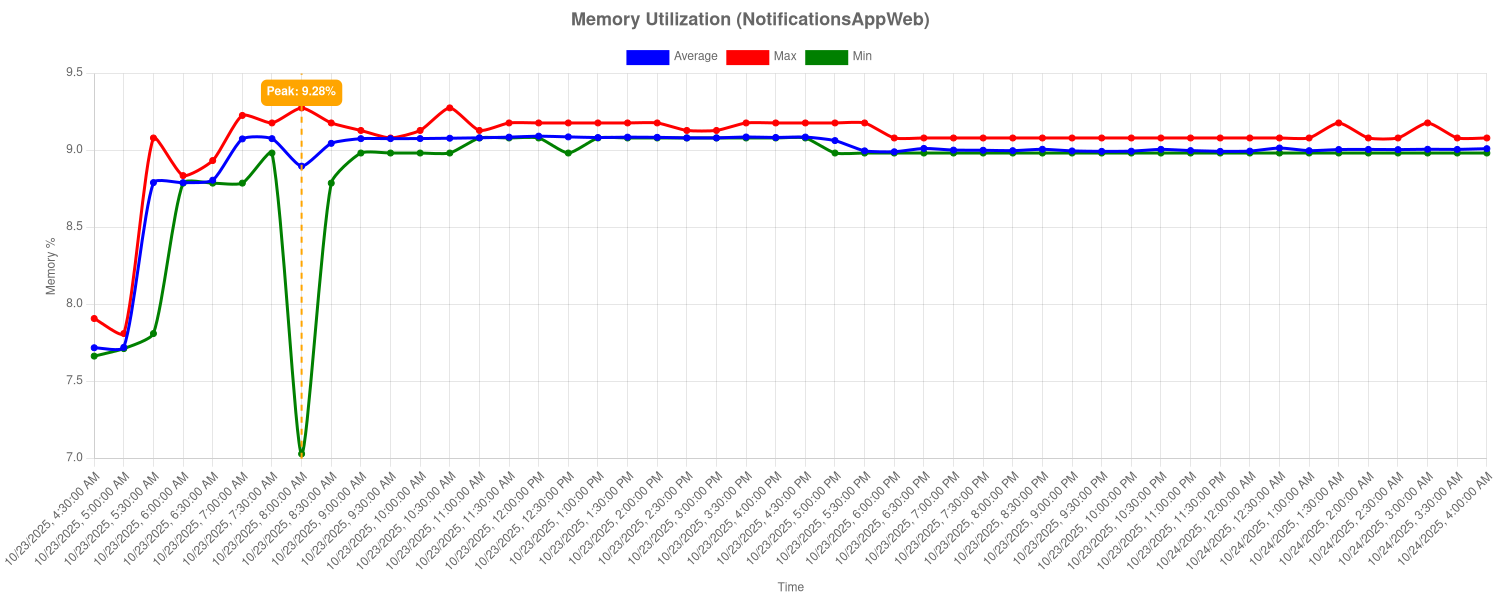 Memory Utilization (NotificationsAppWeb)
Average Max Min
9.5
Peak: 9.28%
9.0
8.5
Memory %
8.0
7.5
7.0
10/23/2025, 4:30:00 AM
10/23/2025, 5:00:00 AM
10/23/2025, 5:30:00 AM
10/23/2025, 6:00:00 AM
10/23/2025, 6:30:00 AM
10/23/2025, 7:00:00 AM
10/23/2025, 7:30:00 AM
10/23/2025, 8:00:00 AM
10/23/2025, 8:30:00 AM
10/23/2025, 9:00:00 AM
10/23/2025, 9:30:00 AM
10/23/2025, 10:00:00 AM
10/23/2025, 10:30:00 AM
10/23/2025, 11:00:00 AM
10/23/2025, 11:30:00 AM
10/23/2025, 12:00:00 PM
10/23/2025, 12:30:00 PM
10/23/2025, 1:00:00 PM
10/23/2025, 1:30:00 PM
10/23/2025, 2:00:00 PM
10/23/2025, 2:30:00 PM
10/23/2025, 3:00:00 PM
10/23/2025, 3:30:00 PM
10/23/2025, 4:00:00 PM
10/23/2025, 4:30:00 PM
10/23/2025, 5:00:00 PM
10/23/2025, 5:30:00 PM
10/23/2025, 6:00:00 PM
10/23/2025, 6:30:00 PM
10/23/2025, 7:00:00 PM
10/23/2025, 7:30:00 PM
10/23/2025, 8:00:00 PM
10/23/2025, 8:30:00 PM
10/23/2025, 9:00:00 PM
10/23/2025, 9:30:00 PM
10/23/2025, 10:00:00 PM
10/23/2025, 10:30:00 PM
10/23/2025, 11:00:00 PM
10/23/2025, 11:30:00 PM
10/24/2025, 12:00:00 AM
10/24/2025, 12:30:00 AM
10/24/2025, 1:00:00 AM
10/24/2025, 1:30:00 AM
10/24/2025, 2:00:00 AM
10/24/2025, 2:30:00 AM
10/24/2025, 3:00:00 AM
10/24/2025, 3:30:00 AM
10/24/2025, 4:00:00 AM
Time